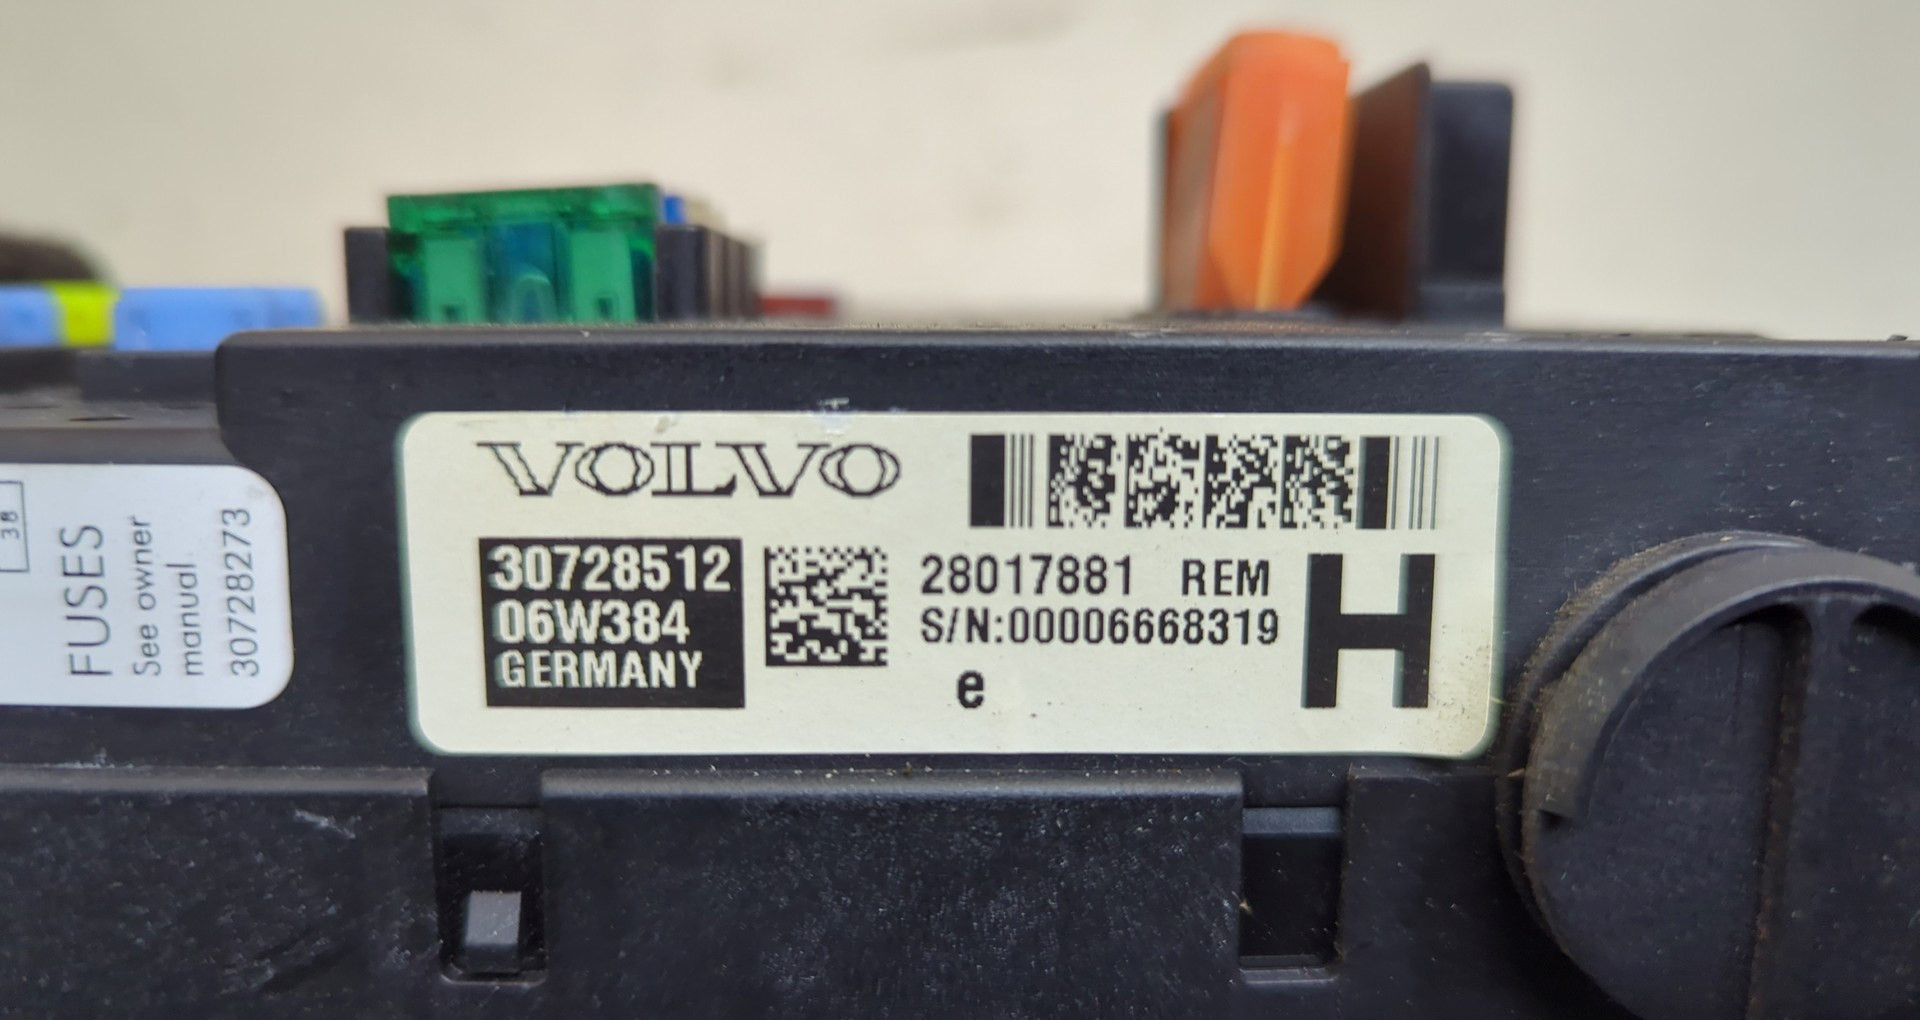 38
FUSES
See owner
manual.
30728273
VOLVO
30728512
06W384
GERMANY
28017881 REM
S/N:00006668319
e
H